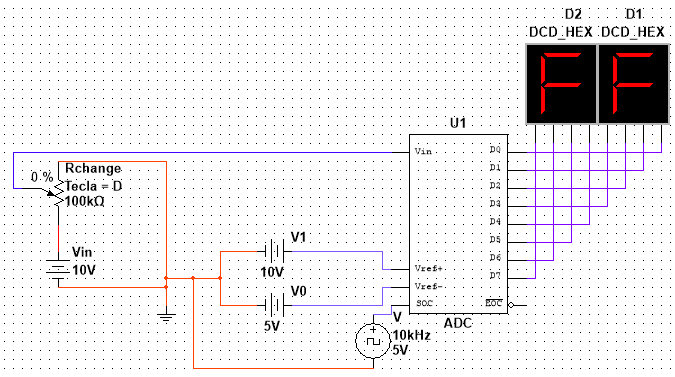 D2 D1
DCD_HEX DCD_HEX
FF
U1
Vin D0
D1
D2
D3
D4
D5
D6
D7
Vref+
Vref-
SOC EOC
ADC
0 %
Rchange
Tecla = D
100kΩ
Vin
10V
V1
10V
V0
5V
V
10kHz
5V